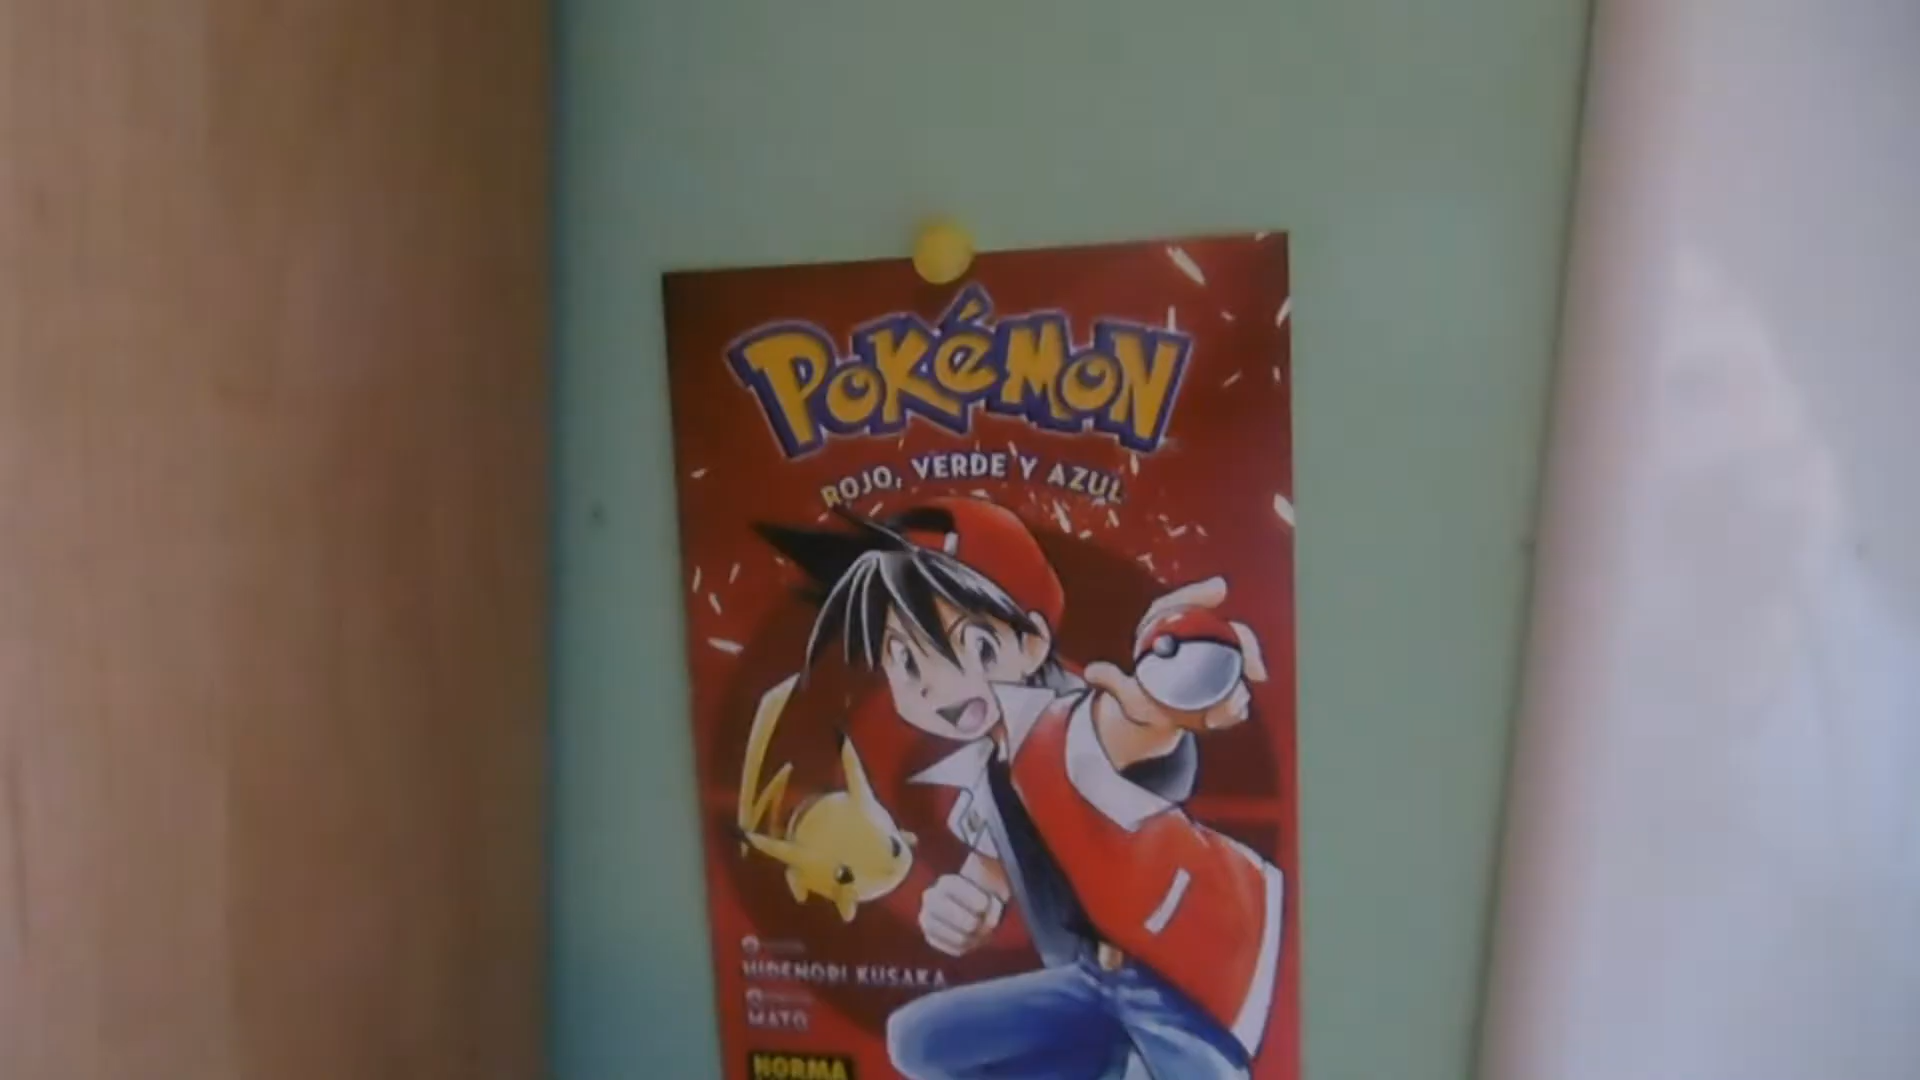 POKéMON
ROJO, VERDE Y AZUL
HIDENORI KUSAKA
MATO
NORMA